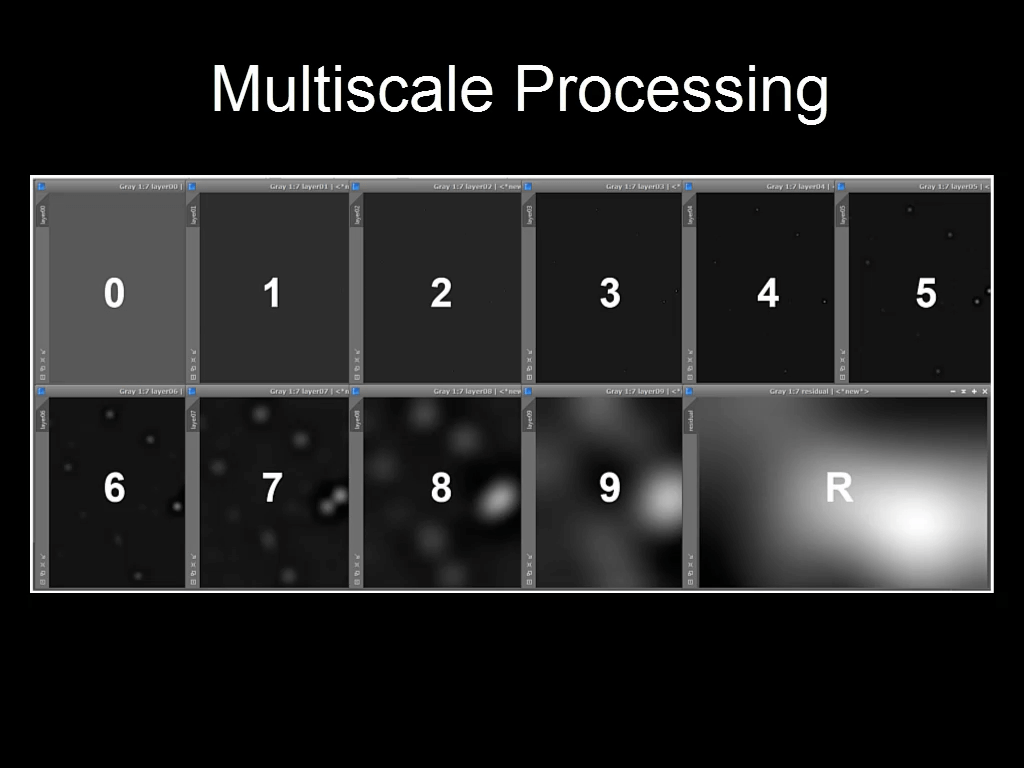 Multiscale Processing
Gray 1:7 layer00 |
Gray 1:7 layer01 | <*n
Gray 1:7 layer02 | <*new
Gray 1:7 layer03 | <*
Gray 1:7 layer04 |
Gray 1:7 layer05 | <
layer00
layer01
layer02
layer03
layer04
layer05
0
1
2
3
4
5
Gray 1:7 layer06 |
Gray 1:7 layer07 | <*n
Gray 1:7 layer08 | <*new
Gray 1:7 layer09 | <*
Gray 1:7 residual | <*new*>
layer06
layer07
layer08
layer09
residual
6
7
8
9
R